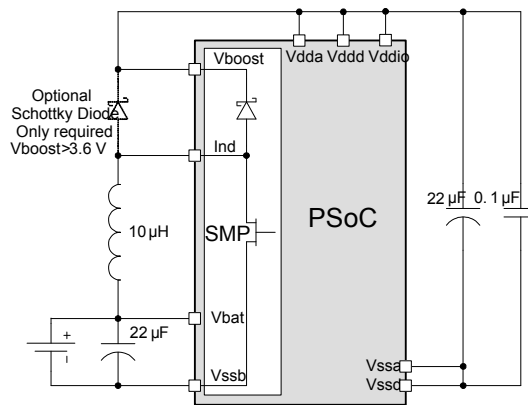 Vboost
Vdda Vddd Vddio
Optional
Schottky Diode
Only required
Vboost>3.6 V
Ind
22 µF 0. 1 µF
PSoC
10 µH
SMP
Vbat
+
22 µF
–
Vssa
Vssb
Vssd